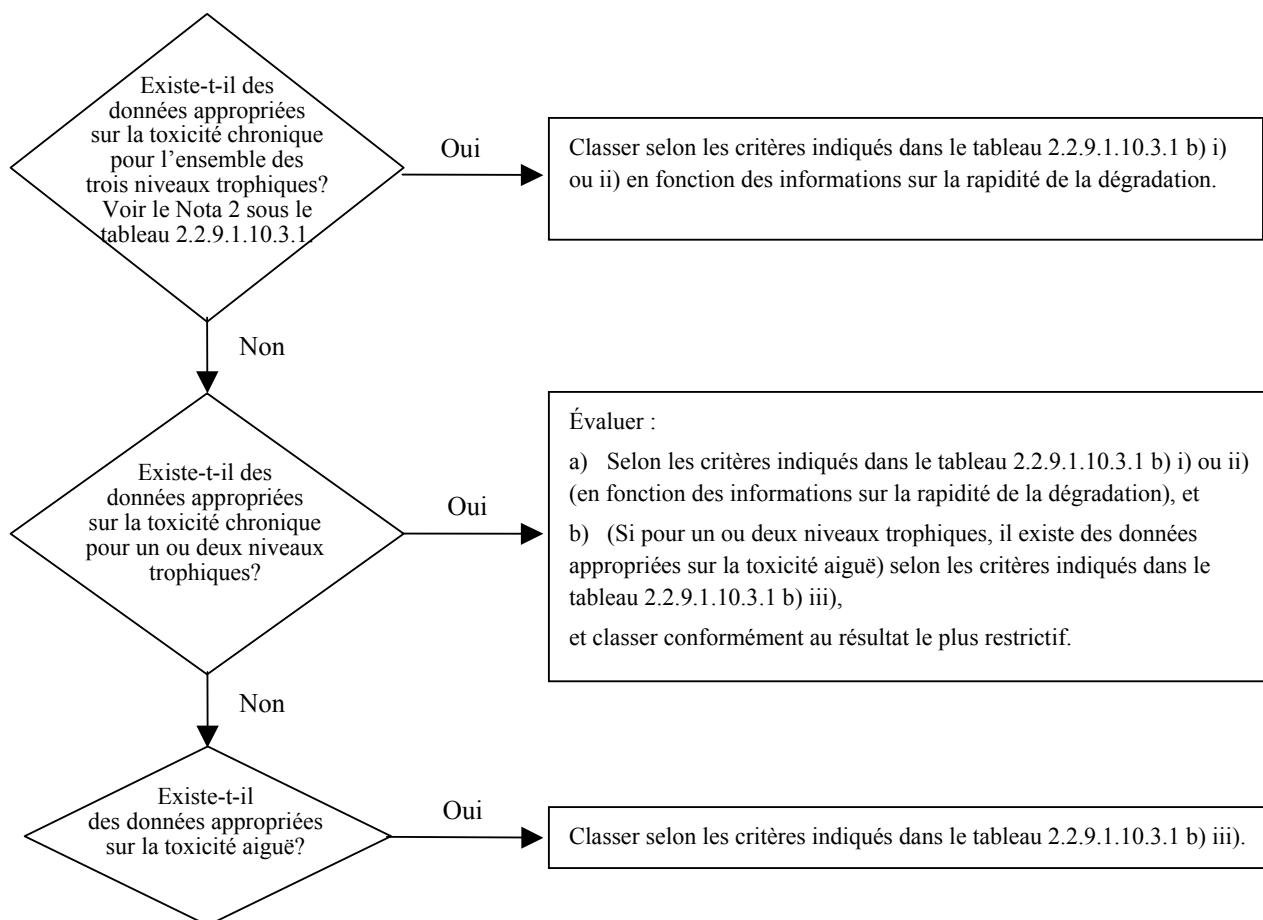 Existe-t-il des
données appropriées
sur la toxicité chronique
pour l'ensemble des
trois niveaux trophiques?
Voir le Nota 2 sous le
tableau 2.2.9.1.10.3.1.
Oui
Classer selon les critères indiqués dans le tableau 2.2.9.1.10.3.1 b) i)
ou ii) en fonction des informations sur la rapidité de la dégradation.
Non
Existe-t-il des
données appropriées
sur la toxicité chronique
pour un ou deux niveaux
trophiques?
Oui
Évaluer :
a) Selon les critères indiqués dans le tableau 2.2.9.1.10.3.1 b) i) ou ii)
(en fonction des informations sur la rapidité de la dégradation), et
b) (Si pour un ou deux niveaux trophiques, il existe des données
appropriées sur la toxicité aiguë) selon les critères indiqués dans le
tableau 2.2.9.1.10.3.1 b) iii),
et classer conformément au résultat le plus restrictif.
Non
Existe-t-il
des données appropriées
sur la toxicité aiguë?
Oui
Classer selon les critères indiqués dans le tableau 2.2.9.1.10.3.1 b) iii).